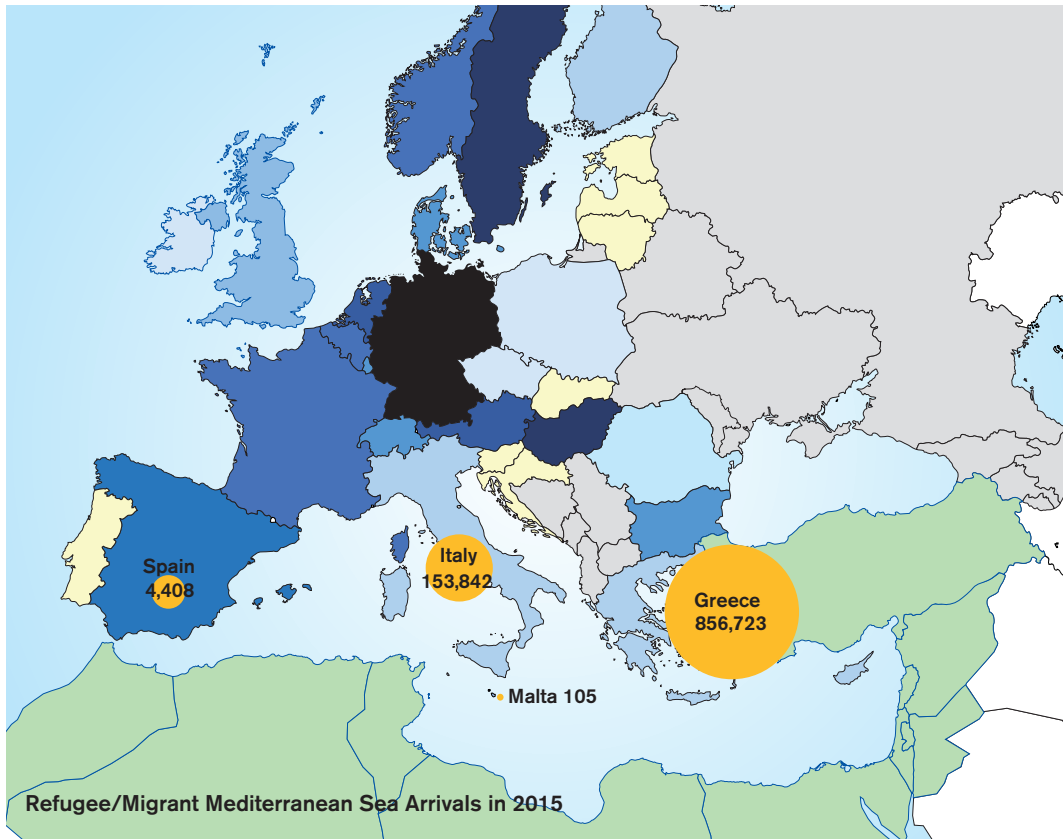 Spain
4,408
Italy
153,842
Greece
856,723
Malta 105
Refugee/Migrant Mediterranean Sea Arrivals in 2015